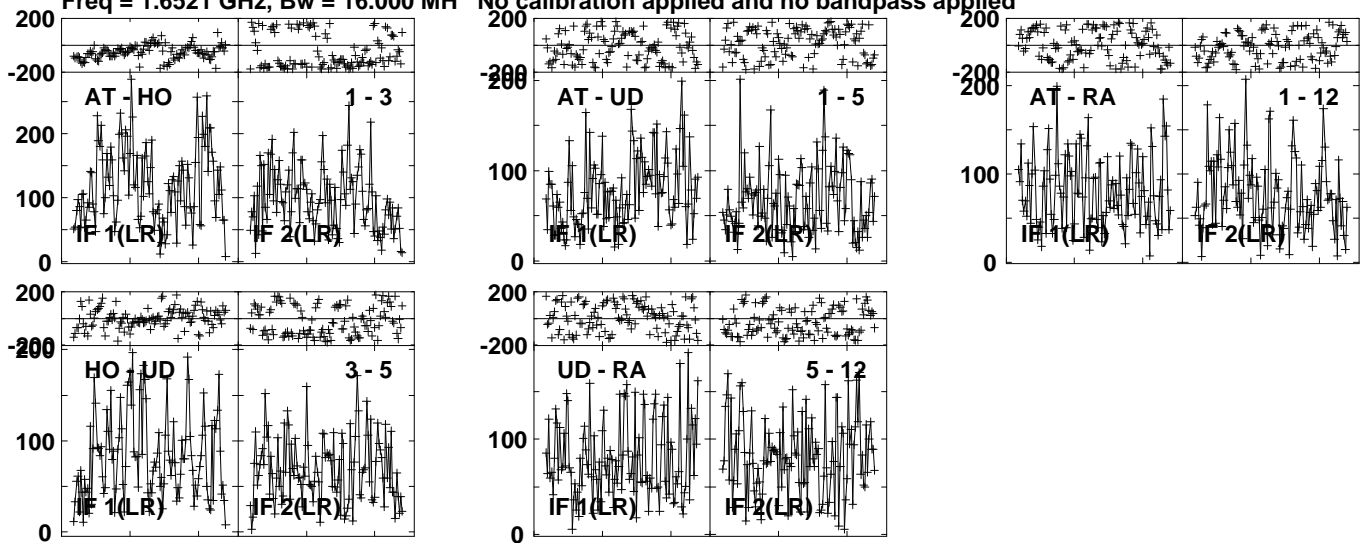 Freq = 1.6521 GHz, Bw = 16.000 MH No calibration applied and no bandpass applied
200
-200
AT - HO
1 - 3
200
100
0
IF 1(LR)
IF 2(LR)
200
-200
200
AT - UD
1 - 5
100
0
IF 1(LR)
IF 2(LR)
200
-200
200
AT - RA
1 - 12
100
0
IF 1(LR)
IF 2(LR)
200
-200
200
HO - UD
3 - 5
100
0
IF 1(LR)
IF 2(LR)
200
-200
UD - RA
5 - 12
100
0
IF 1(LR)
IF 2(LR)